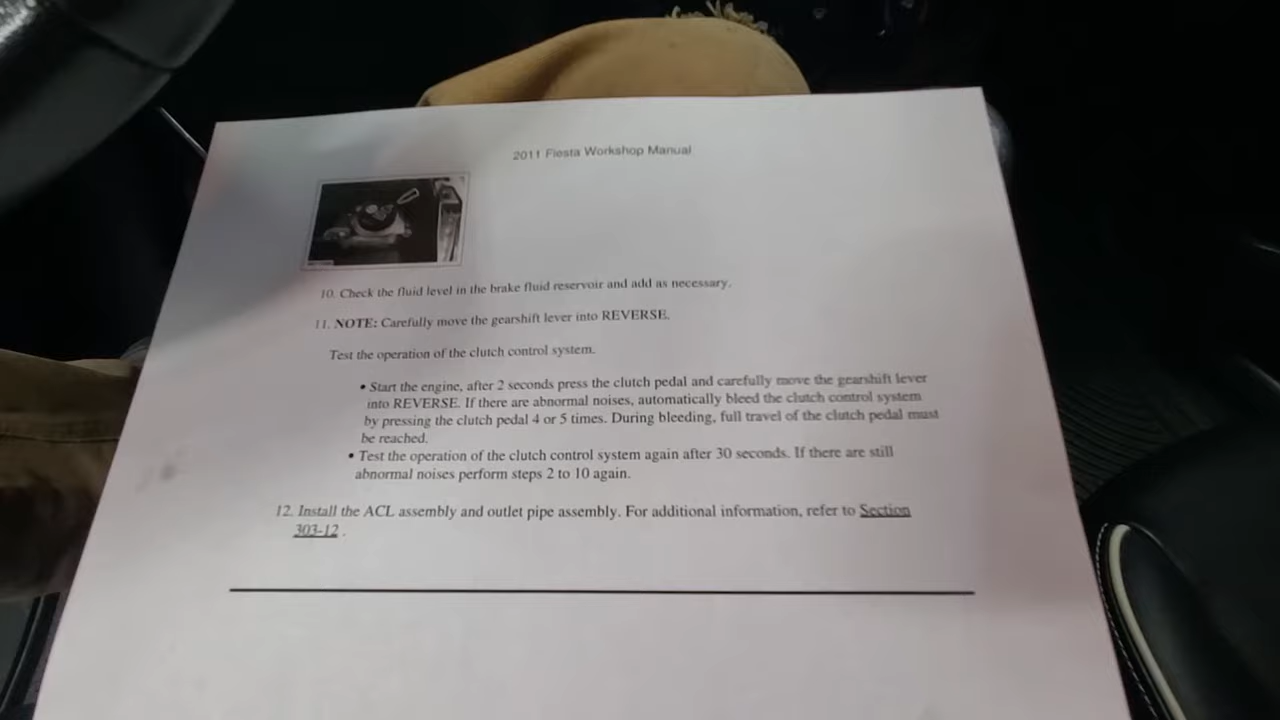 2011 Fiesta Workshop Manual
10. Check the fluid level in the brake fluid reservoir and add as necessary.
11. NOTE: Carefully move the gearshift lever into REVERSE.
Test the operation of the clutch control system.
• Start the engine, after 2 seconds press the clutch pedal and carefully move the gearshift lever
into REVERSE. If there are abnormal noises, automatically bleed the clutch control system
by pressing the clutch pedal 4 or 5 times. During bleeding, full travel of the clutch pedal must
be reached.
• Test the operation of the clutch control system again after 30 seconds. If there are still
abnormal noises perform steps 2 to 10 again.
12. Install the ACL assembly and outlet pipe assembly. For additional information, refer to Section
303-12 .